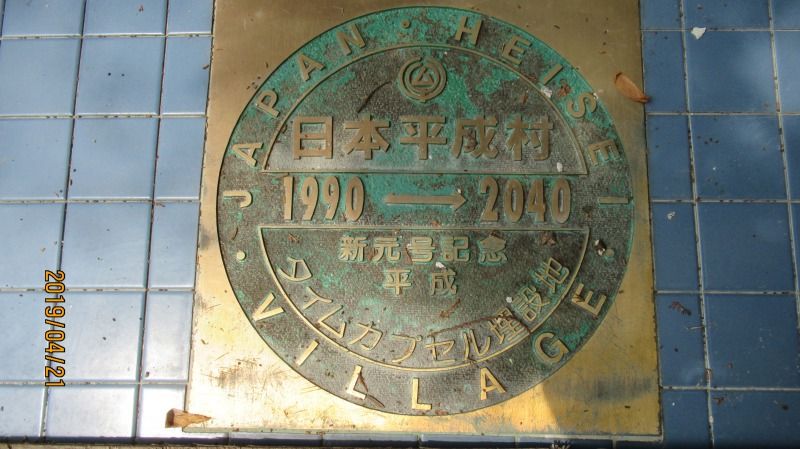 JAPAN・HEISEI
日本平成村
1990 → 2040
新元号記念
平成
タイムカプセル埋設地
VILLAGE
2019/04/21